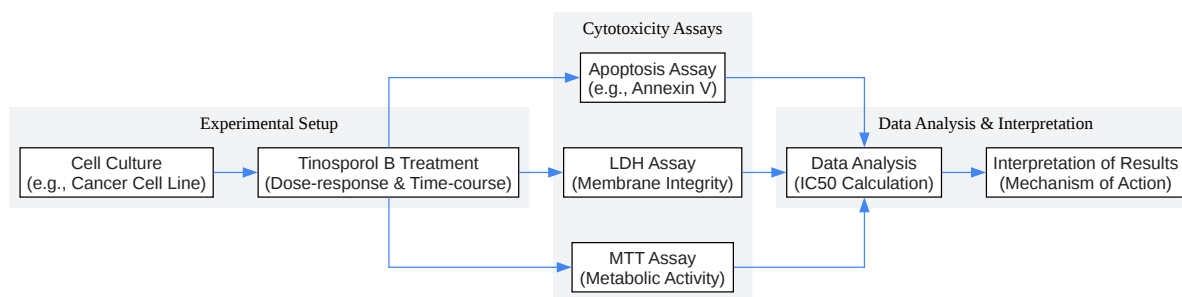 Cytotoxicity Assays
Apoptosis Assay
(e.g., Annexin V)
Experimental Setup
Data Analysis & Interpretation
Cell Culture
(e.g., Cancer Cell Line)
Tinosporol B Treatment
(Dose-response & Time-course)
LDH Assay
(Membrane Integrity)
Data Analysis
(IC50 Calculation)
Interpretation of Results
(Mechanism of Action)
MTT Assay
(Metabolic Activity)